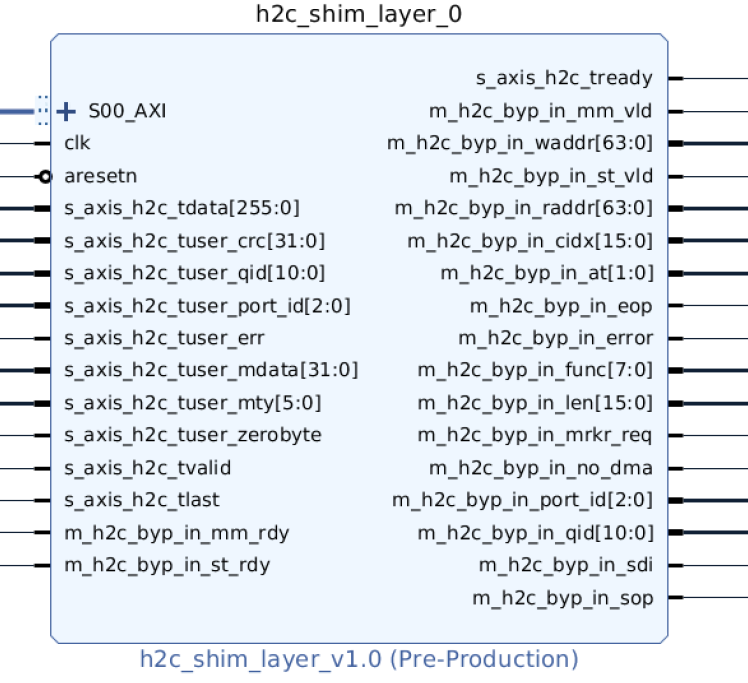 h2c_shim_layer_0
s_axis_h2c_tready
S00_AXI
m_h2c_byp_in_mm_vld
clk
m_h2c_byp_in_waddr[63:0]
aresetn
m_h2c_byp_in_st_vld
s_axis_h2c_tdata[255:0]
m_h2c_byp_in_raddr[63:0]
s_axis_h2c_tuser_crc[31:0]
m_h2c_byp_in_cidx[15:0]
s_axis_h2c_tuser_qid[10:0]
m_h2c_byp_in_at[1:0]
s_axis_h2c_tuser_port_id[2:0]
m_h2c_byp_in_eop
s_axis_h2c_tuser_err
m_h2c_byp_in_error
s_axis_h2c_tuser_mdata[31:0]
m_h2c_byp_in_func[7:0]
s_axis_h2c_tuser_mty[5:0]
m_h2c_byp_in_len[15:0]
s_axis_h2c_tuser_zerobyte
m_h2c_byp_in_mrkr_req
s_axis_h2c_tvalid
m_h2c_byp_in_no_dma
s_axis_h2c_tlast
m_h2c_byp_in_port_id[2:0]
m_h2c_byp_in_mm_rdy
m_h2c_byp_in_qid[10:0]
m_h2c_byp_in_st_rdy
m_h2c_byp_in_sdi
m_h2c_byp_in_sop
h2c_shim_layer_v1.0 (Pre-Production)